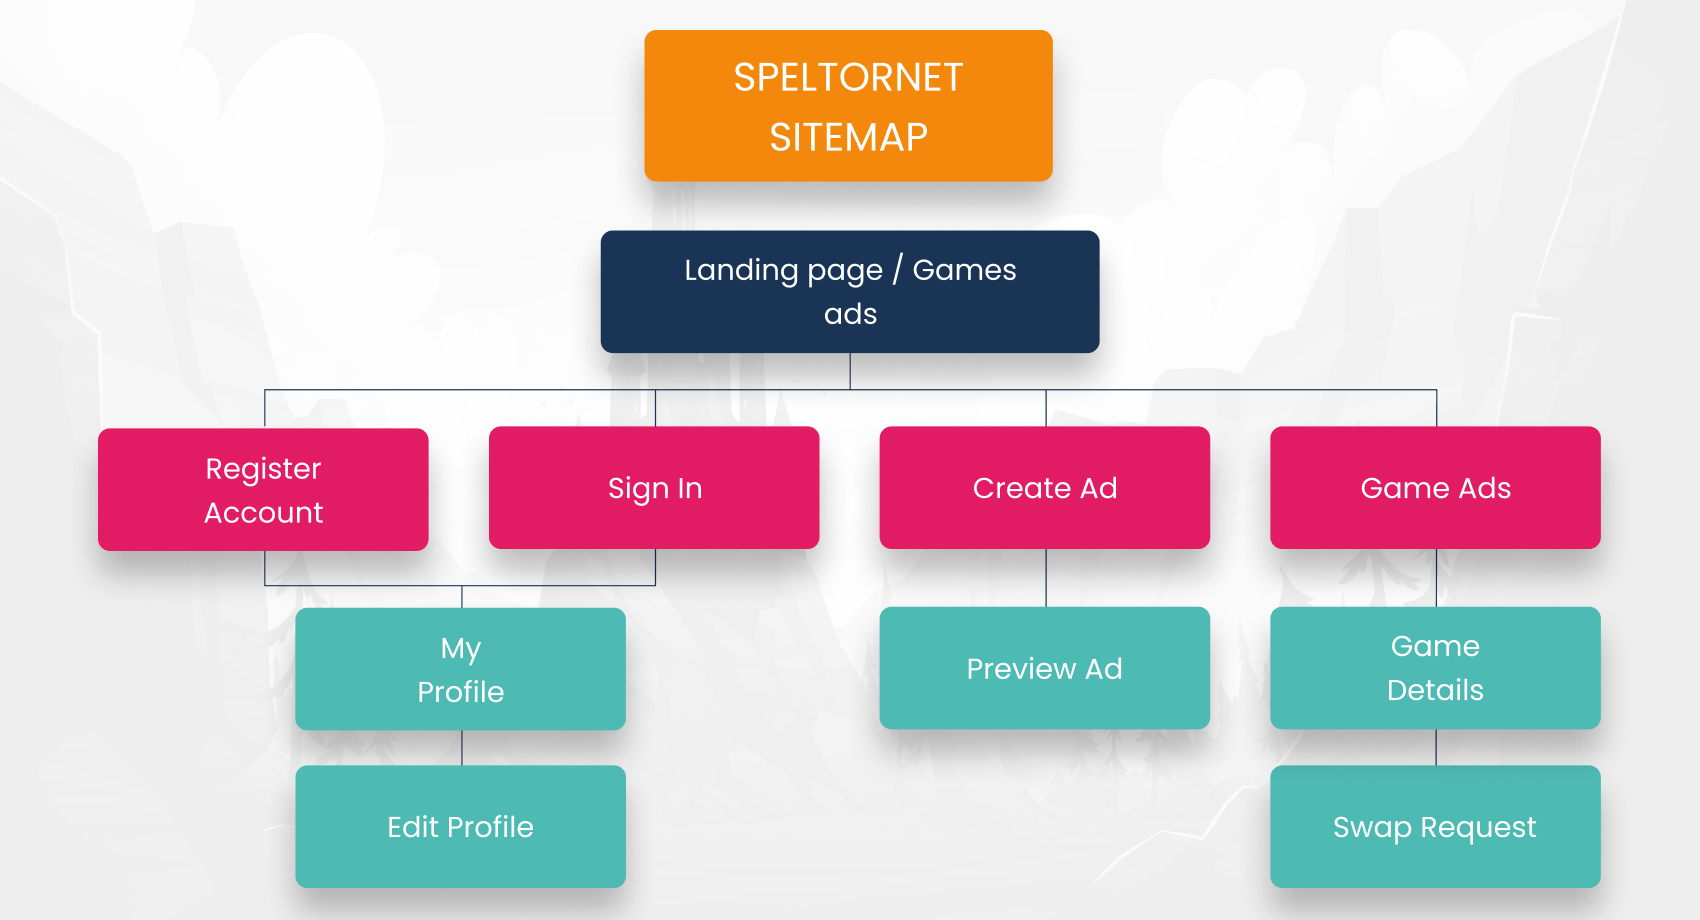 SPELTORNET
SITEMAP
Landing page / Games
ads
Register
Account
Sign In
Create Ad
Game Ads
My
Profile
Preview Ad
Game
Details
Edit Profile
Swap Request